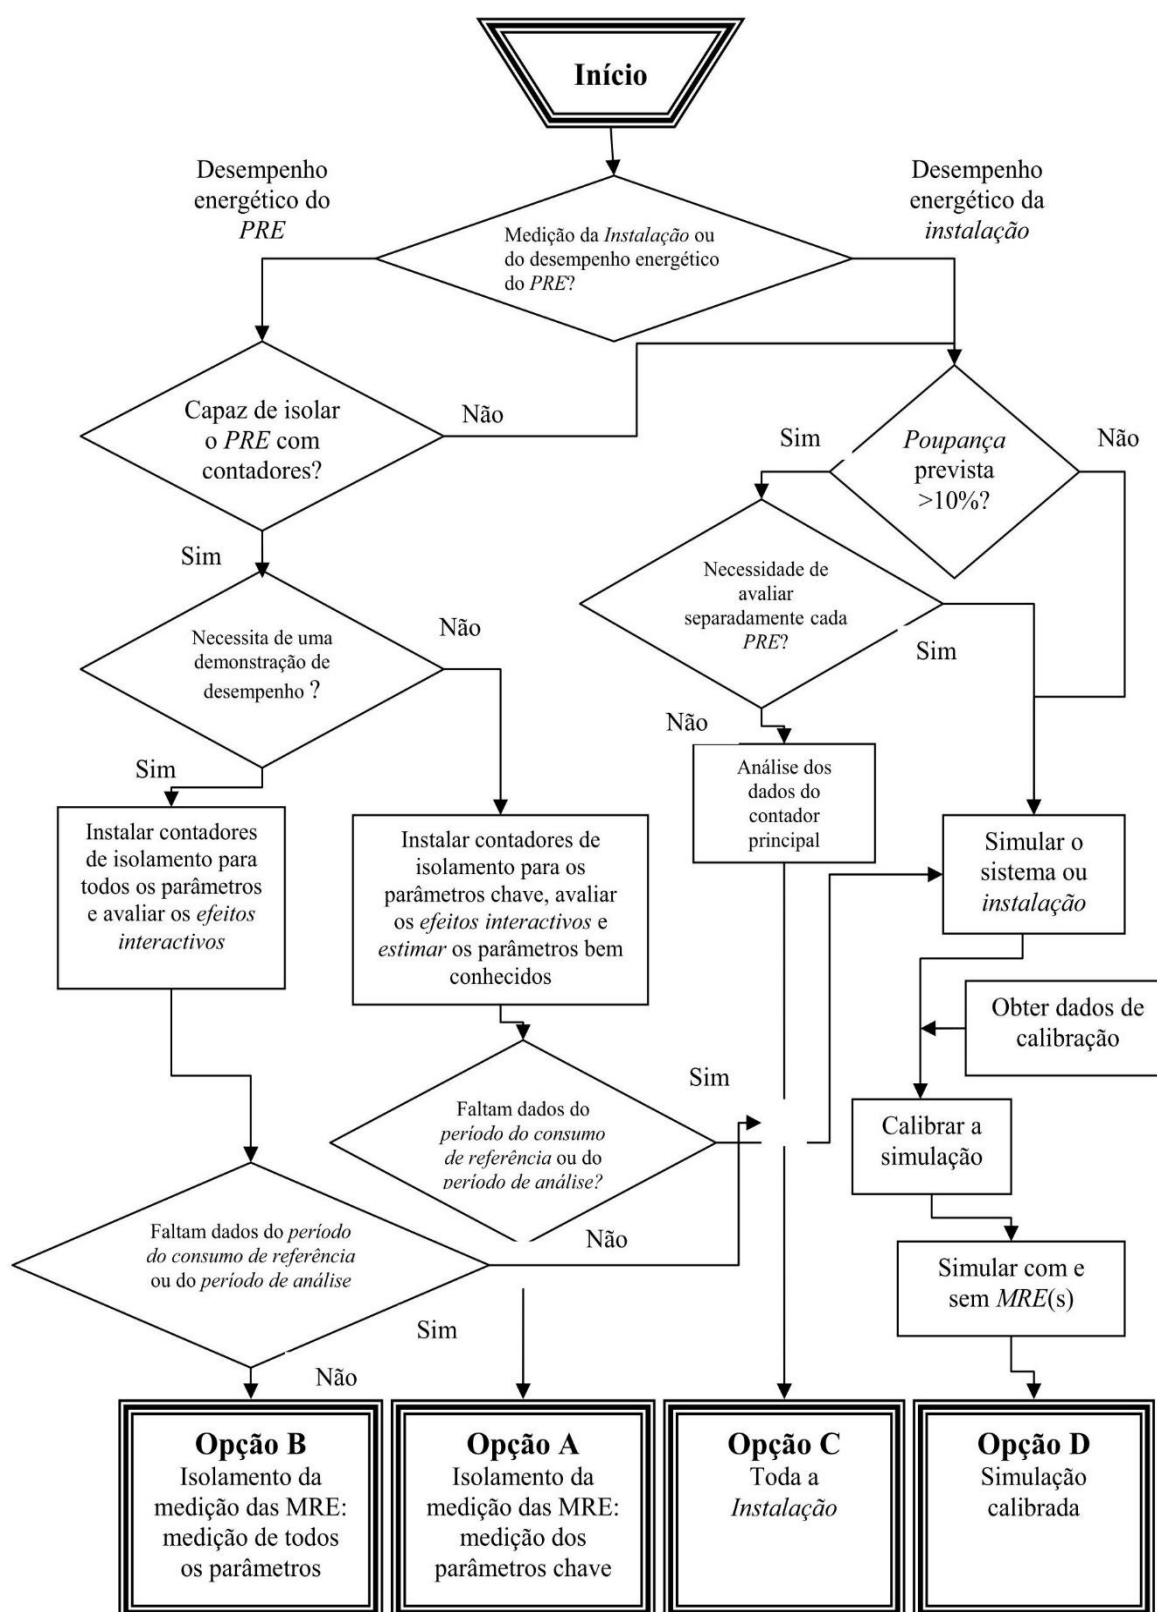 Início
Desempenho
energético do
PRE
Desempenho
energético da
instalação
Medição da Instalação ou
do desempenho energético
do PRE?
Capaz de isolar
o PRE com
contadores?
Não
Sim
Poupança
prevista
>10%?
Não
Sim
Necessidade de
avaliar
separadamente cada
PRE?
Sim
Não
Necessita de uma
demonstração de
desempenho ?
Não
Sim
Análise dos
dados do
contador
principal
Instalar contadores
de isolamento para
todos os parâmetros
e avaliar os efeitos
interactivos
Instalar contadores de
isolamento para os
parâmetros chave, avaliar
os efeitos interactivos e
estimar os parâmetros bem
conhecidos
Simular o
sistema ou
instalação
Obter dados de
calibração
Sim
Faltam dados do
período do consumo
de referência ou do
período de análise?
Calibrar a
simulação
Não
Faltam dados do período
do consumo de referência
ou do período de análise
Simular com e
sem MRE(s)
Sim
Não
Opção B
Isolamento da
medição das MRE:
medição de todos
os parâmetros
Opção A
Isolamento da
medição das MRE:
medição dos
parâmetros chave
Opção C
Toda a
Instalação
Opção D
Simulação
calibrada